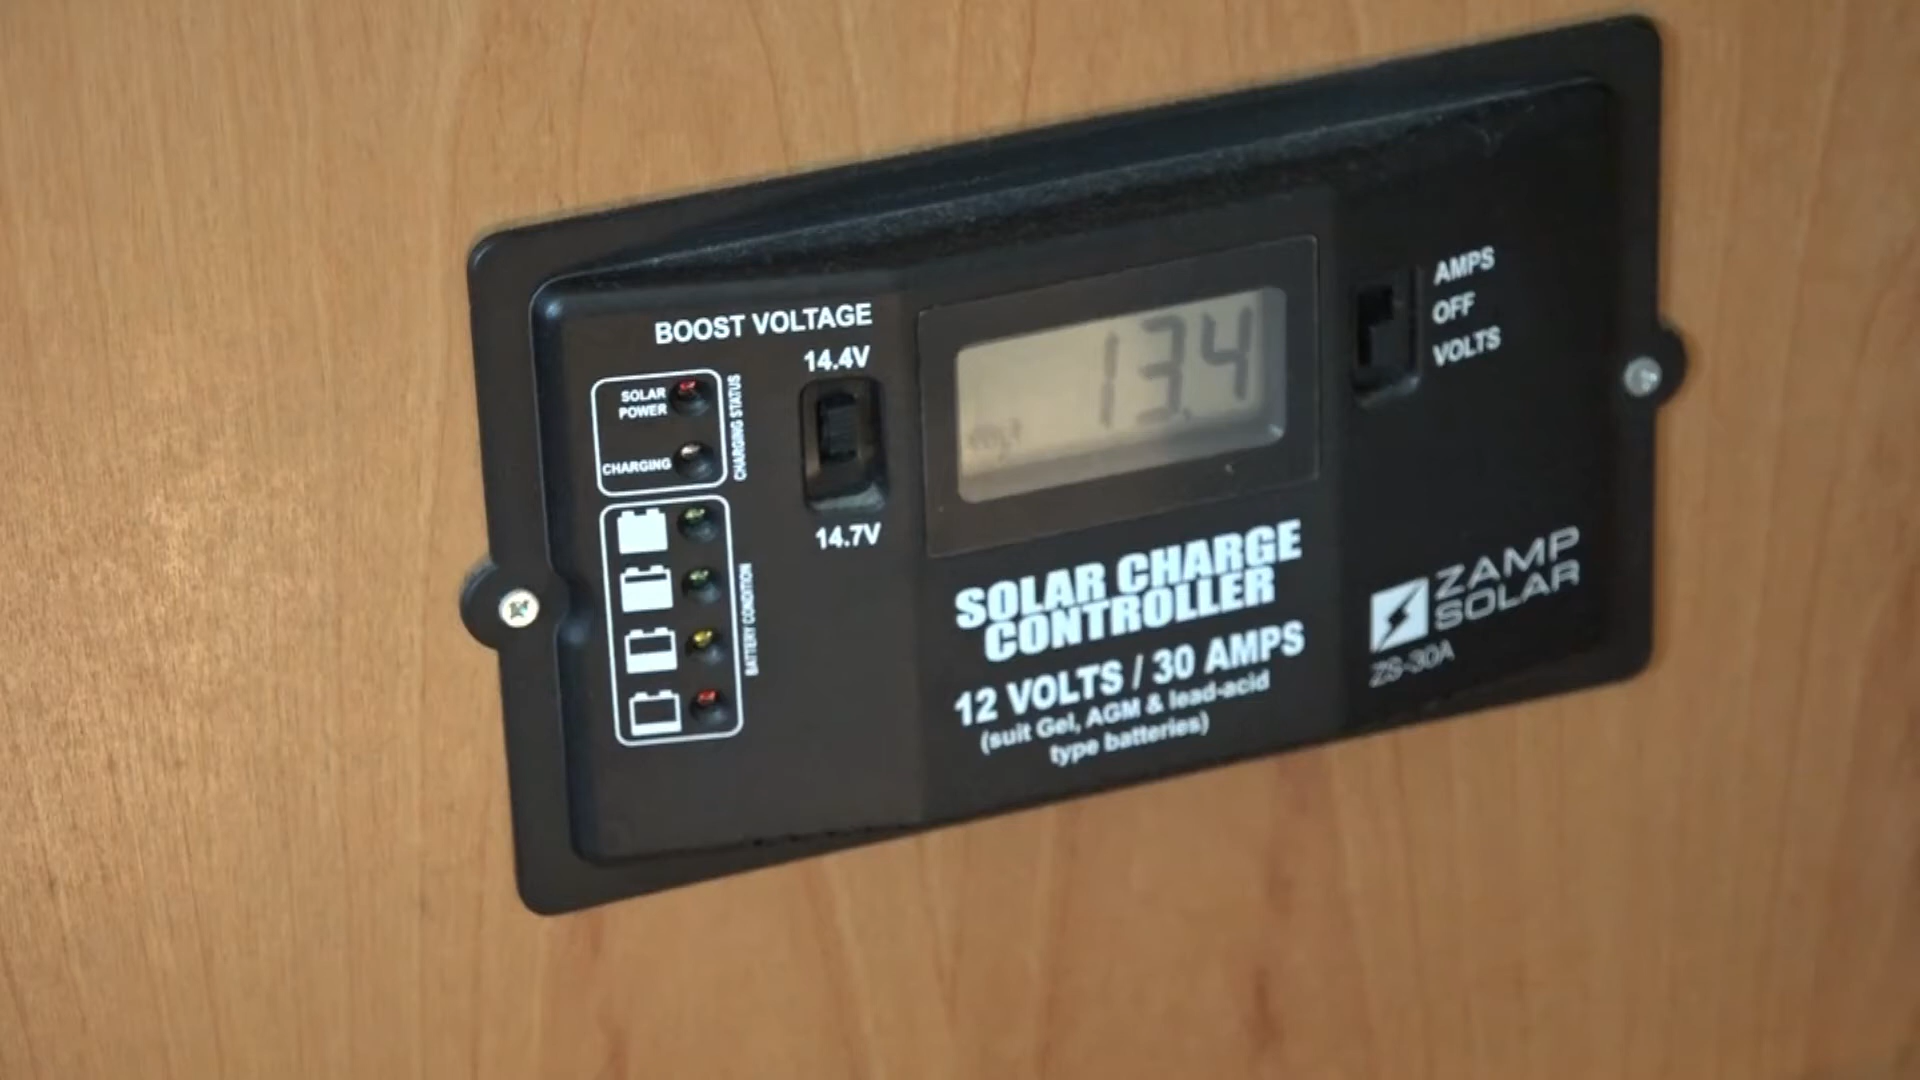 BOOST VOLTAGE
14.4V
14.7V
SOLAR
POWER
CHARGING
CHARGING STATUS
BATTERY CONDITION
13.4
AMPS
OFF
VOLTS
SOLAR CHARGE
CONTROLLER
12 VOLTS / 30 AMPS
(suit Gel, AGM & lead-acid
type batteries)
ZAMP
SOLAR
ZS-30A